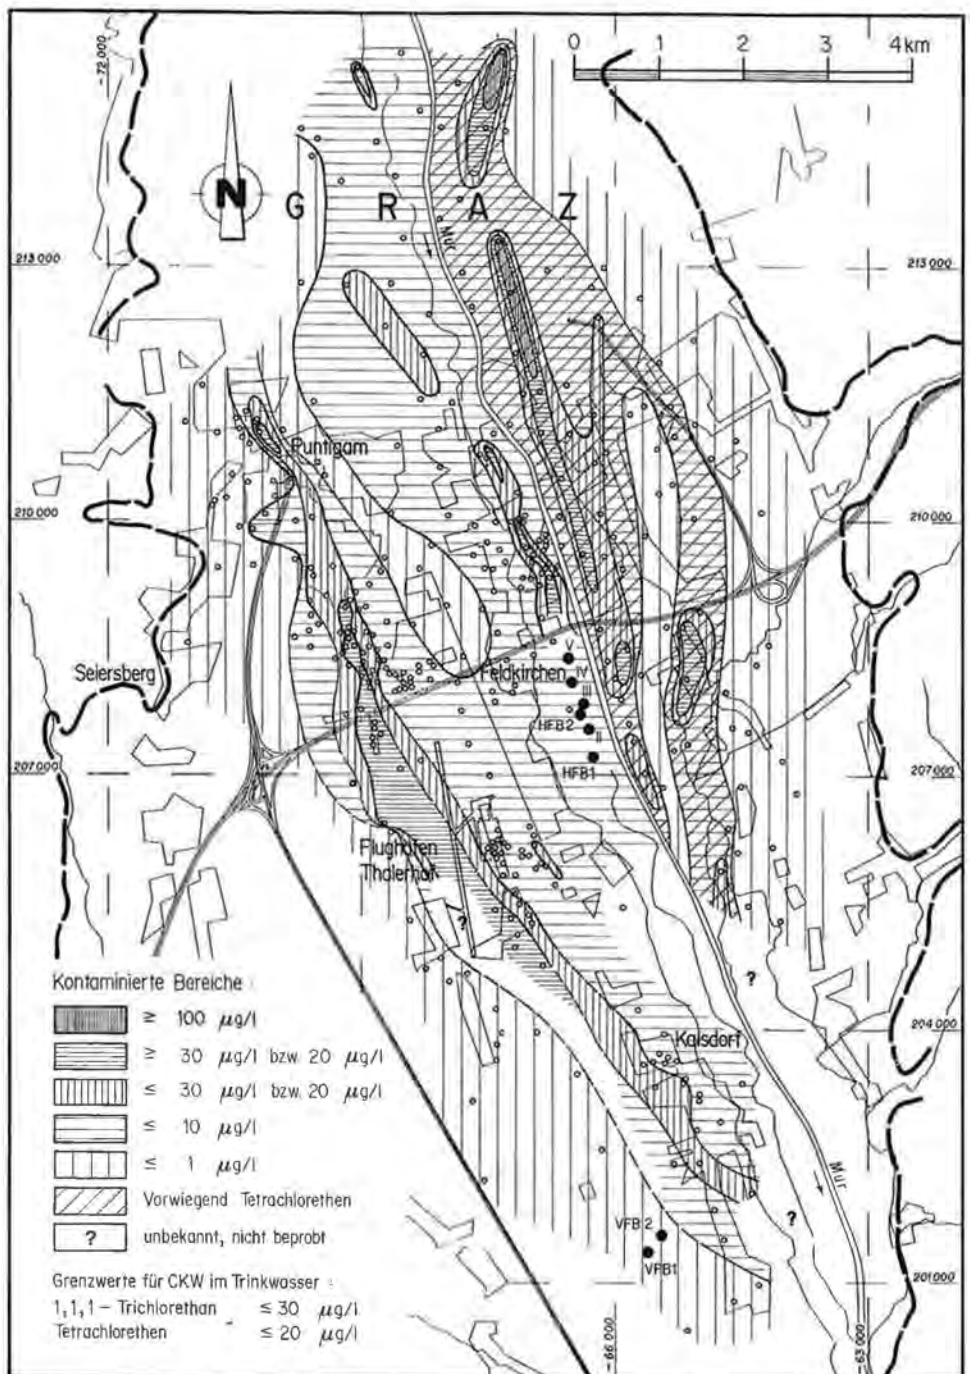 0 1 2 3 4 km
- 72 000
N
G R A Z
Mur
213 000
213 000
Puntigam
210 000
210 000
Seiersberg
V
Feldkirchen
IV
III
HFB 2
II
HFB1
207 000
207 000
Flughafen
Thalerhof
?
?
Kontaminierte Bereiche :
≥ 100 µg/l
≥ 30 µg/l bzw. 20 µg/l
≤ 30 µg/l bzw. 20 µg/l
≤ 10 µg/l
≤ 1 µg/l
Vorwiegend Tetrachlorethen
? unbekannt, nicht beprobt
204 000
Kalsdorf
Mur
?
VFB 2
VFB1
201 000
Grenzwerte für CKW im Trinkwasser :
1,1,1 - Trichlorethan ≤ 30 µg/l
Tetrachlorethen ≤ 20 µg/l
- 66 000
- 63 000